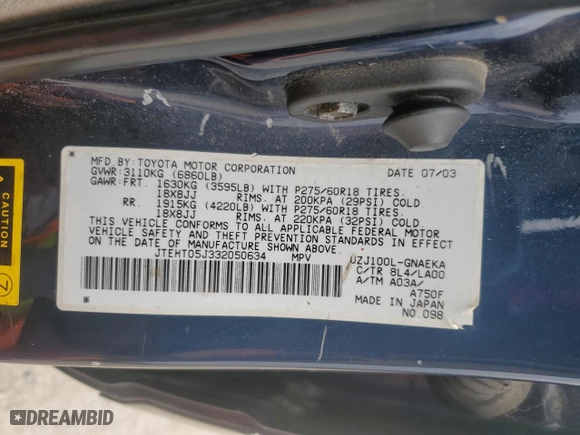 MFD.BY:TOYOTA MOTOR CORPORATION DATE 07/03
GVWR:3110KG (6860LB)
GAWR:FRT. 1630KG (3595LB) WITH P275/60R18 TIRES.
18X8JJ RIMS. AT 200KPA (29PSI) COLD
RR. 1915KG (4220LB) WITH P275/60R18 TIRES.
18X8JJ RIMS. AT 220KPA (32PSI) COLD
THIS VEHICLE CONFORMS TO ALL APPLICABLE FEDERAL MOTOR
VEHICLE SAFETY AND THEFT PREVENTION STANDARDS IN EFFECT
ON THE DATE OF MANUFACTURE SHOWN ABOVE.
JTEHT05J332050634 MPV UZJ100L-GNAEKA
C/TR 8L4/LA00
A/TM A03A/
A750F
MADE IN JAPAN
NO.098
CAUTION
DREAMBID